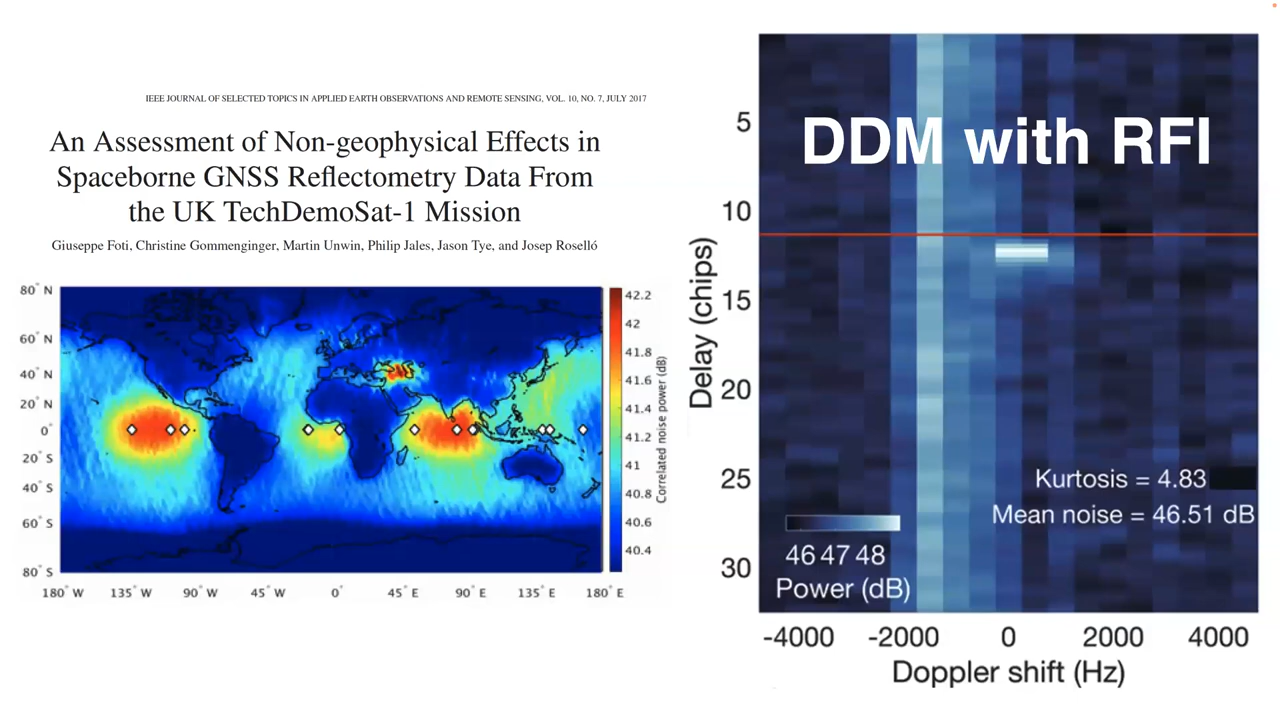 IEEE JOURNAL OF SELECTED TOPICS IN APPLIED EARTH OBSERVATIONS AND REMOTE SENSING, VOL. 10, NO. 7, JULY 2017
An Assessment of Non-geophysical Effects in
Spaceborne GNSS Reflectometry Data From
the UK TechDemoSat-1 Mission
Giuseppe Foti, Christine Gommenginger, Martin Unwin, Philip Jales, Jason Tye, and Josep Roselló
80° N
60° N
40° N
20° N
0°
20° S
40° S
60° S
80° S
180° W 135° W 90° W 45° W 0° 45° E 90° E 135° E 180° E
42.2
42
41.8
41.6
41.4
41.2
41
40.8
40.6
40.4
Correlated noise power (dB)
DDM with RFI
5
10
15
20
25
30
Delay (chips)
Kurtosis = 4.83
Mean noise = 46.51 dB
46 47 48
Power (dB)
-4000 -2000 0 2000 4000
Doppler shift (Hz)